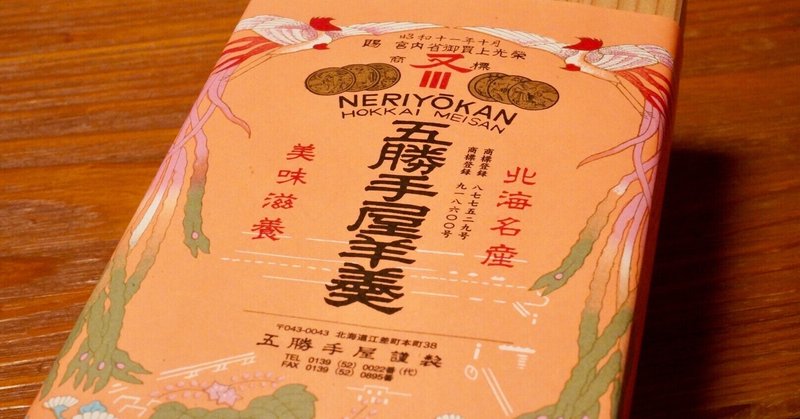 昭和十一年十月
賜 宮内省御買上光栄
商 又 標
NERIYŌKAN
HOKKAI MEISAN
北海名産
商標登録 八七七五二九号
商標登録 九一八六〇〇号
五勝手屋羊羹
美味滋養
〒043-0043 北海道江差町本町38
五勝手屋謹製
TEL 0139 (52) 0022番(代)
FAX 0139 (52) 0895番